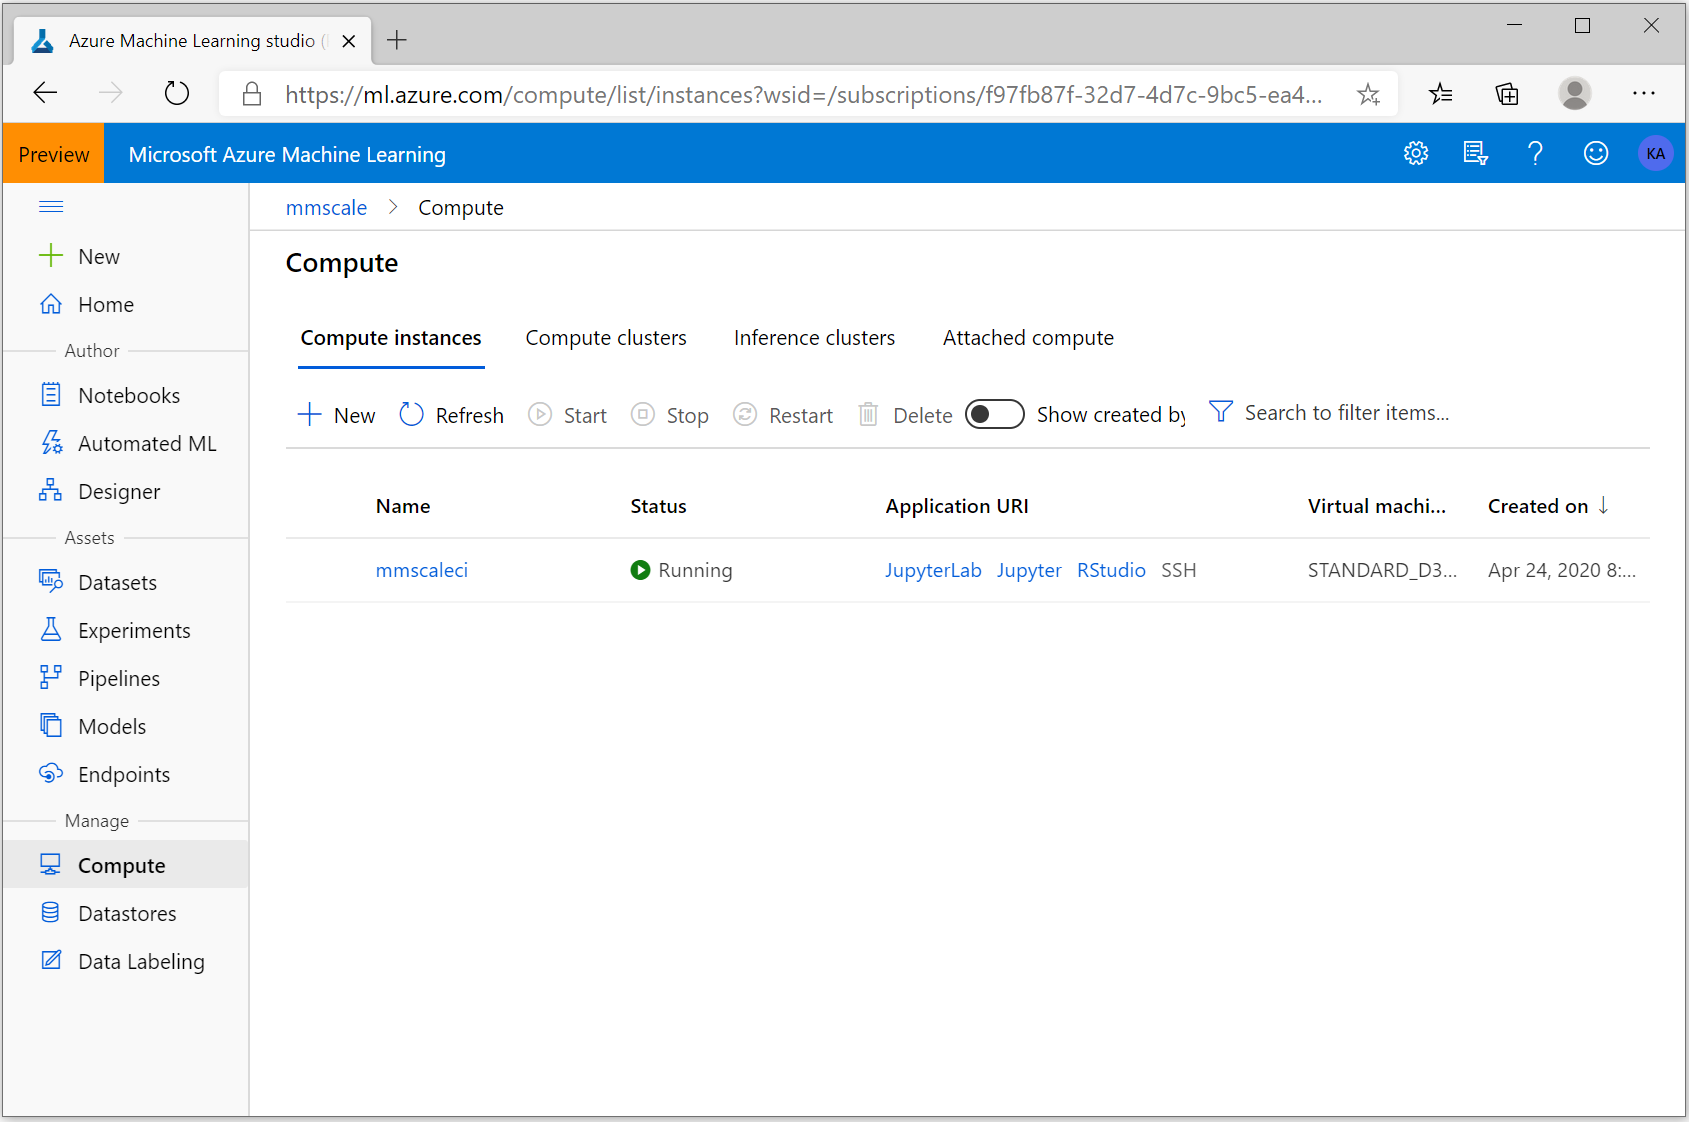 Azure Machine Learning studio (
https://ml.azure.com/compute/list/instances?wsid=/subscriptions/f97fb87f-32d7-4d7c-9bc5-ea4...
Preview
Microsoft Azure Machine Learning
KA
mmscale > Compute
New
Home
Author
Notebooks
Automated ML
Designer
Assets
Datasets
Experiments
Pipelines
Models
Endpoints
Manage
Compute
Datastores
Data Labeling
Compute
Compute instances Compute clusters Inference clusters Attached compute
New Refresh Start Stop Restart Delete Show created by Search to filter items...
Name Status Application URI Virtual machi... Created on ↓
mmscaleci Running JupyterLab Jupyter RStudio SSH STANDARD_D3... Apr 24, 2020 8:...